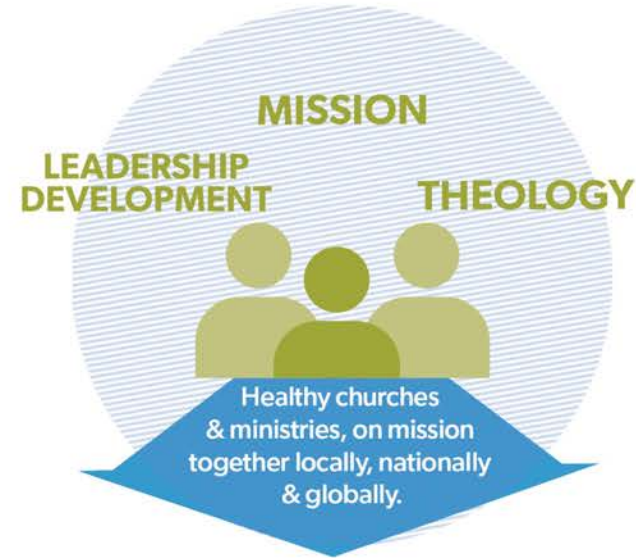 MISSION
LEADERSHIP
DEVELOPMENT
THEOLOGY
Healthy churches
& ministries, on mission
together locally, nationally
& globally.